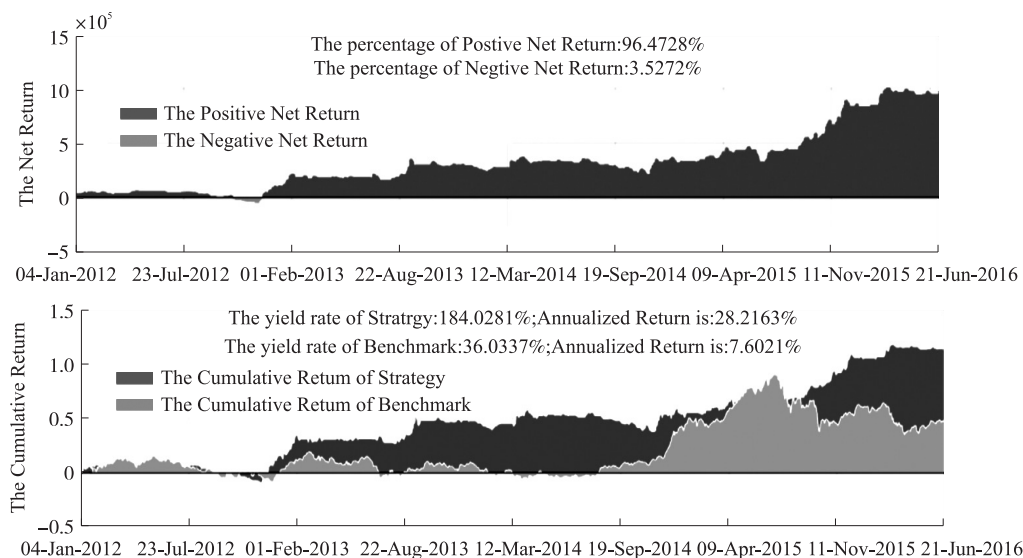 ×10⁵
15
The percentage of Postive Net Return:96.4728%
The percentage of Negtive Net Return:3.5272%
10
The Positive Net Return
The Negative Net Return
5
0
−5
The Net Return
04-Jan-2012 23-Jul-2012 01-Feb-2013 22-Aug-2013 12-Mar-2014 19-Sep-2014 09-Apr-2015 11-Nov-2015 21-Jun-2016
1.5
The yield rate of Stratrgy:184.0281%;Annualized Return is:28.2163%
The yield rate of Benchmark:36.0337%;Annualized Return is:7.6021%
1.0
The Cumulative Retum of Strategy
The Cumulative Retum of Benchmark
0.5
0
−0.5
The Cumulative Return
04-Jan-2012 23-Jul-2012 01-Feb-2013 22-Aug-2013 12-Mar-2014 19-Sep-2014 09-Apr-2015 11-Nov-2015 21-Jun-2016